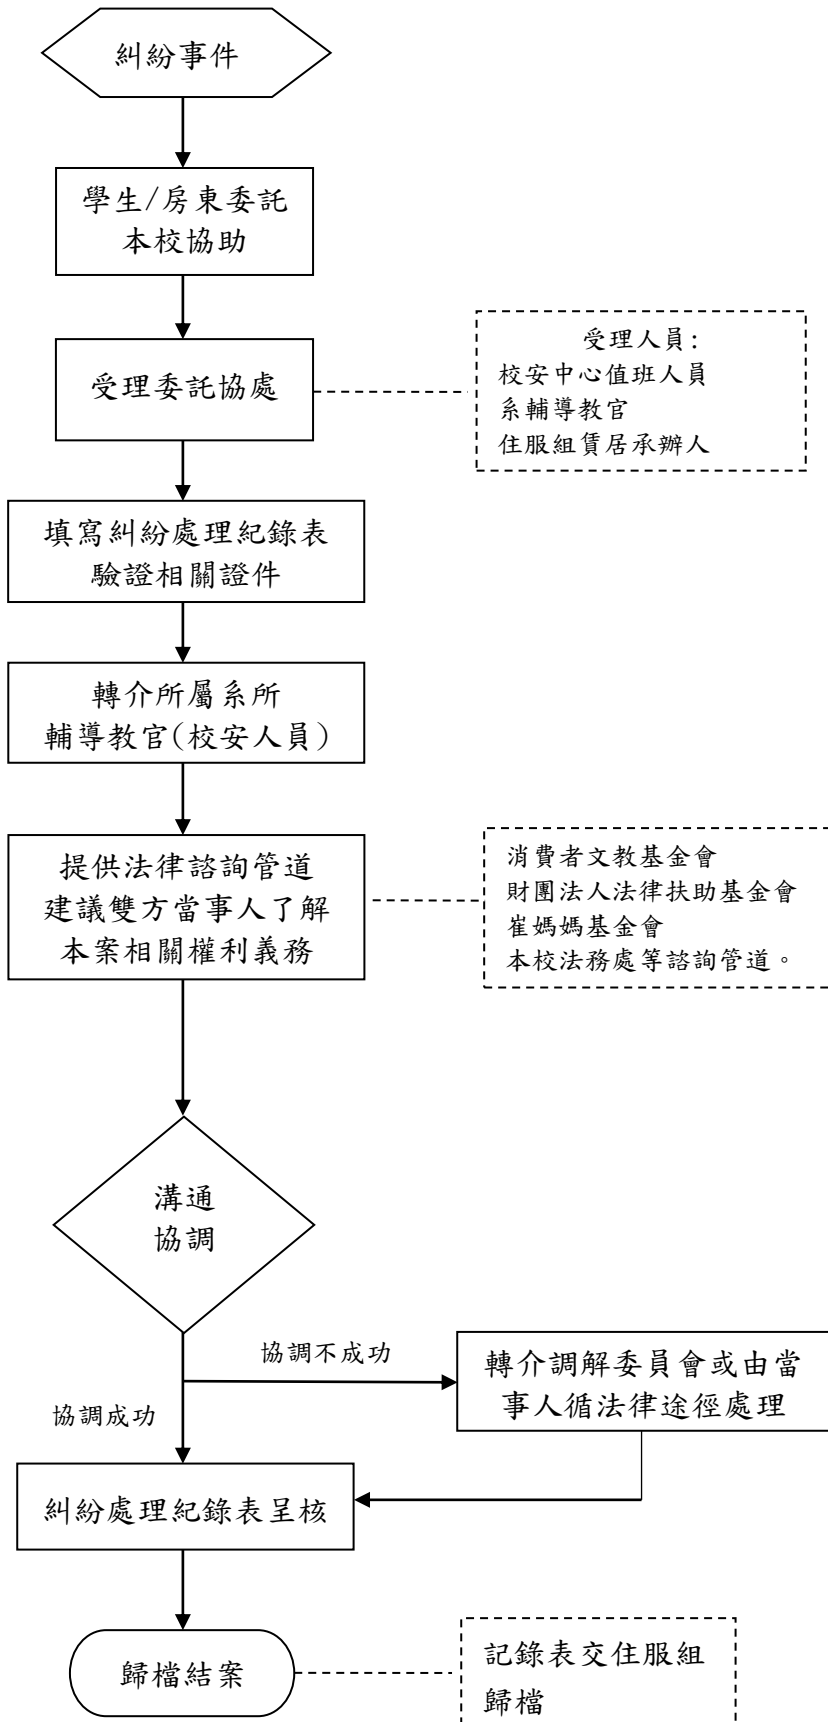 糾紛事件
學生/房東委託
本校協助
受理委託協處
受理人員:
校安中心值班人員
系輔導教官
住服組賃居承辦人
填寫糾紛處理紀錄表
驗證相關證件
轉介所屬系所
輔導教官(校安人員)
提供法律諮詢管道
建議雙方當事人了解
本案相關權利義務
消費者文教基金會
財團法人法律扶助基金會
崔媽媽基金會
本校法務處等諮詢管道。
溝通
協調
協調不成功
轉介調解委員會或由當
事人循法律途徑處理
協調成功
糾紛處理紀錄表呈核
歸檔結案
記錄表交住服組
歸檔